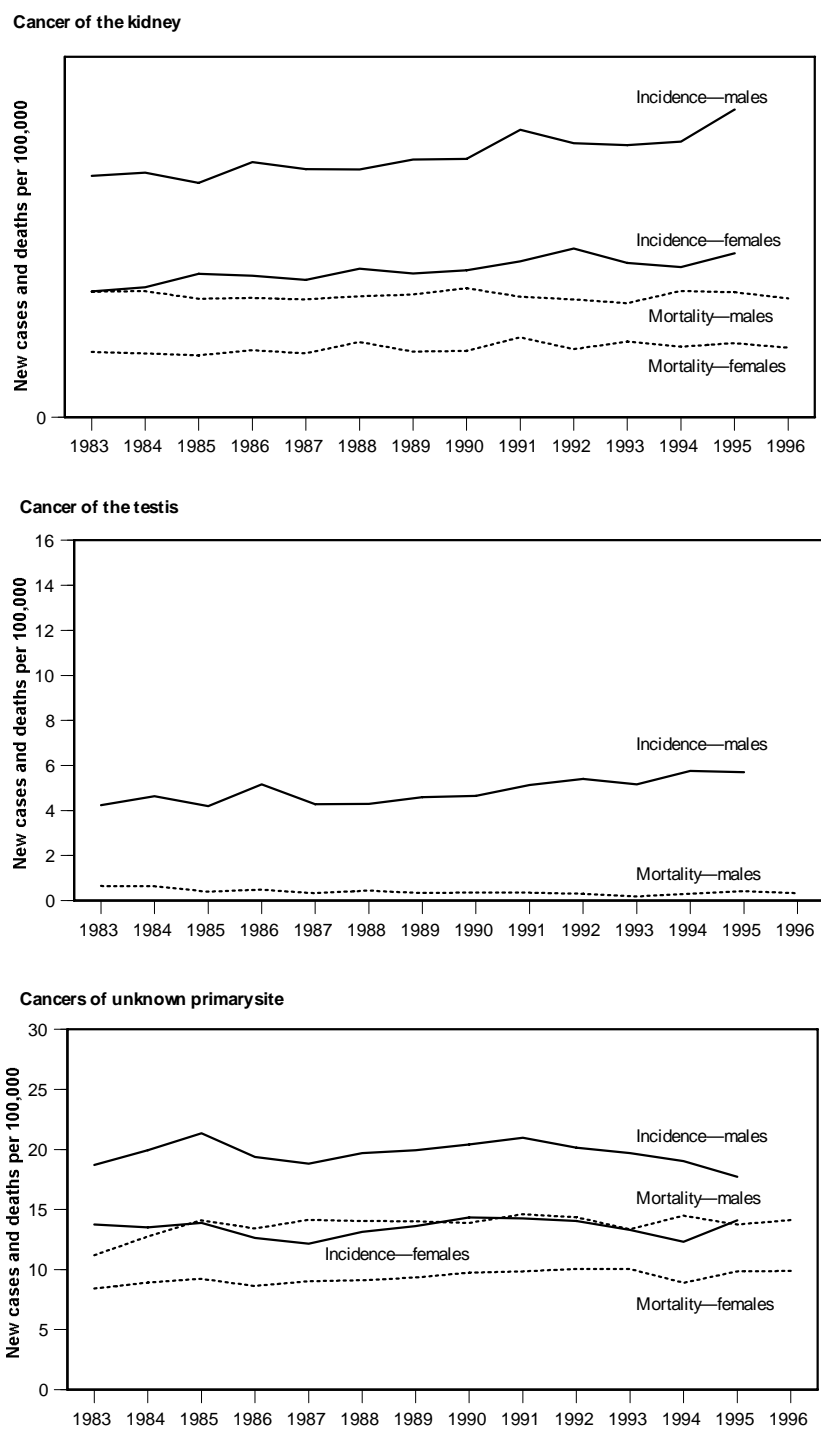 Cancer of the kidney
New cases and deaths per 100,000
Incidence—males
Incidence—females
Mortality—males
Mortality—females
0
1983 1984 1985 1986 1987 1988 1989 1990 1991 1992 1993 1994 1995 1996
Cancer of the testis
New cases and deaths per 100,000
16
14
12
10
8
6
4
2
0
Incidence—males
Mortality—males
1983 1984 1985 1986 1987 1988 1989 1990 1991 1992 1993 1994 1995 1996
Cancers of unknown primary site
New cases and deaths per 100,000
30
25
20
15
10
5
0
Incidence—males
Mortality—males
Incidence—females
Mortality—females
1983 1984 1985 1986 1987 1988 1989 1990 1991 1992 1993 1994 1995 1996